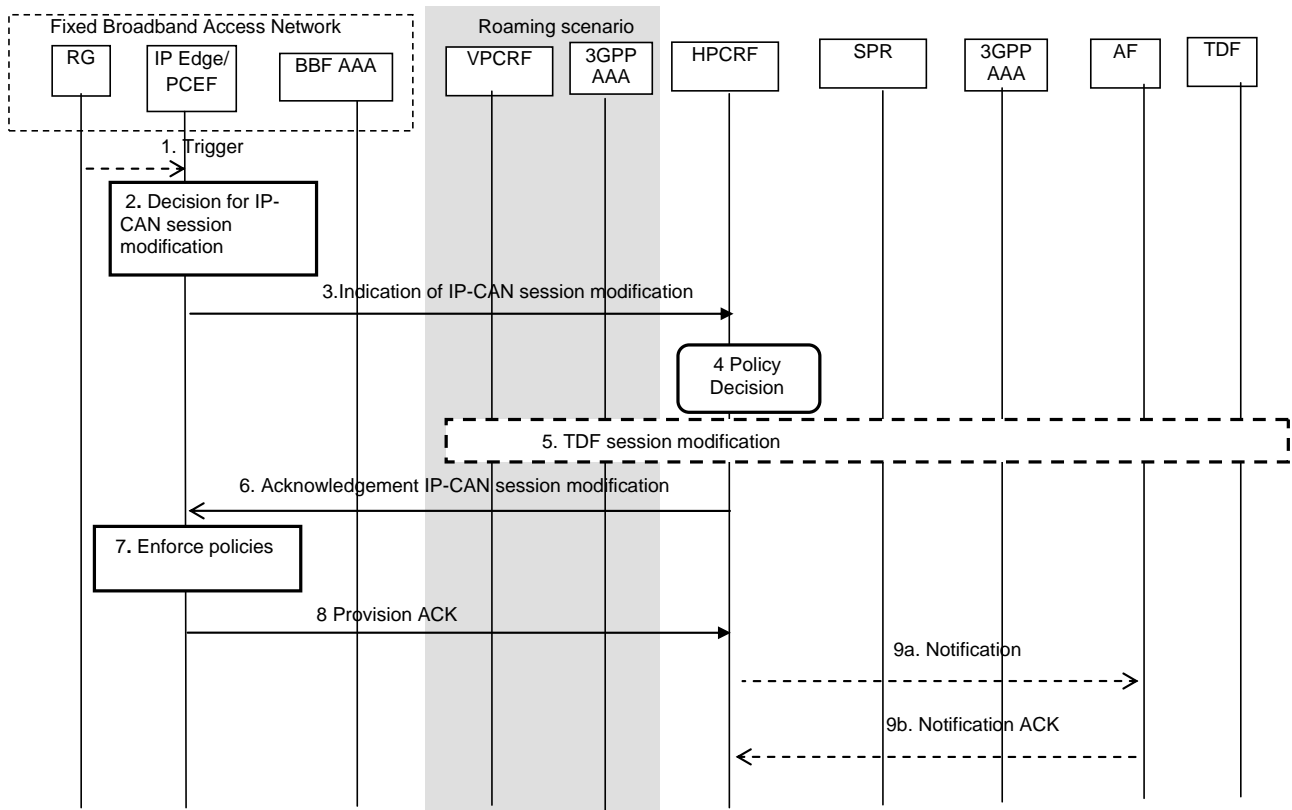 Fixed Broadband Access Network
Roaming scenario
RG
IP Edge/
PCEF
BBF AAA
VPCRF
3GPP
AAA
HPCRF
SPR
3GPP
AAA
AF
TDF
1. Trigger
2. Decision for IP-
CAN session
modification
3.Indication of IP-CAN session modification
4 Policy
Decision
5. TDF session modification
6. Acknowledgement IP-CAN session modification
7. Enforce policies
8 Provision ACK
9a. Notification
9b. Notification ACK